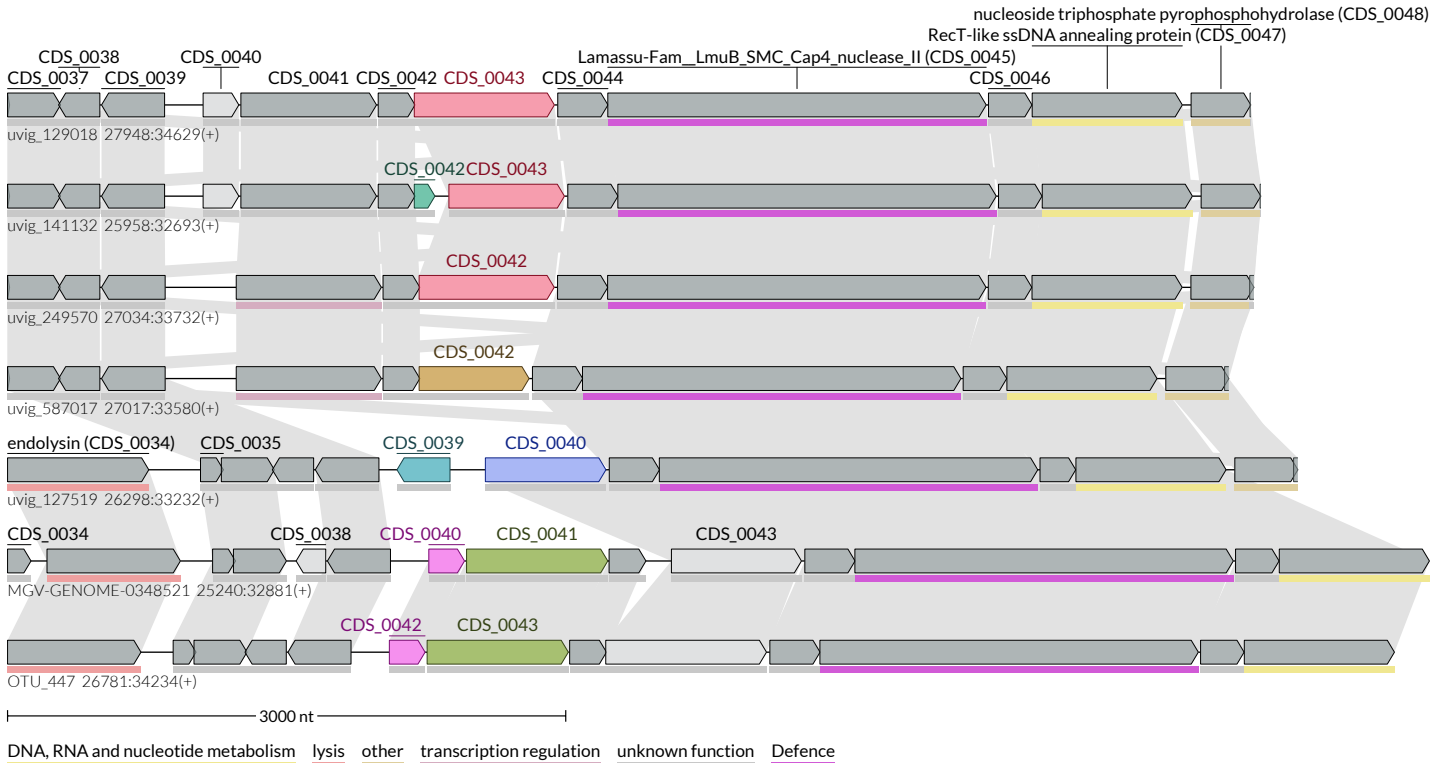 nucleoside triphosphate pyrophosphohydrolase (CDS_0048)
RecT-like ssDNA annealing protein (CDS_0047)
CDS_0038 CDS_0040 Lamassu-Fam__LmuB_SMC_Cap4_nuclease_II (CDS_0045)
CDS_0037 CDS_0039 CDS_0041 CDS_0042 CDS_0043 CDS_0044 CDS_0046
uvig_129018 27948:34629(+)
CDS_0042 CDS_0043
uvig_141132 25958:32693(+)
CDS_0042
uvig_249570 27034:33732(+)
CDS_0042
uvig_587017 27017:33580(+)
endolysin (CDS_0034) CDS_0035 CDS_0039 CDS_0040
uvig_127519 26298:33232(+)
CDS_0034 CDS_0038 CDS_0040 CDS_0041 CDS_0043
MGV-GENOME-0348521 25240:32881(+)
CDS_0042 CDS_0043
OTU_447 26781:34234(+)
3000 nt
DNA, RNA and nucleotide metabolism lysis other transcription regulation unknown function Defence